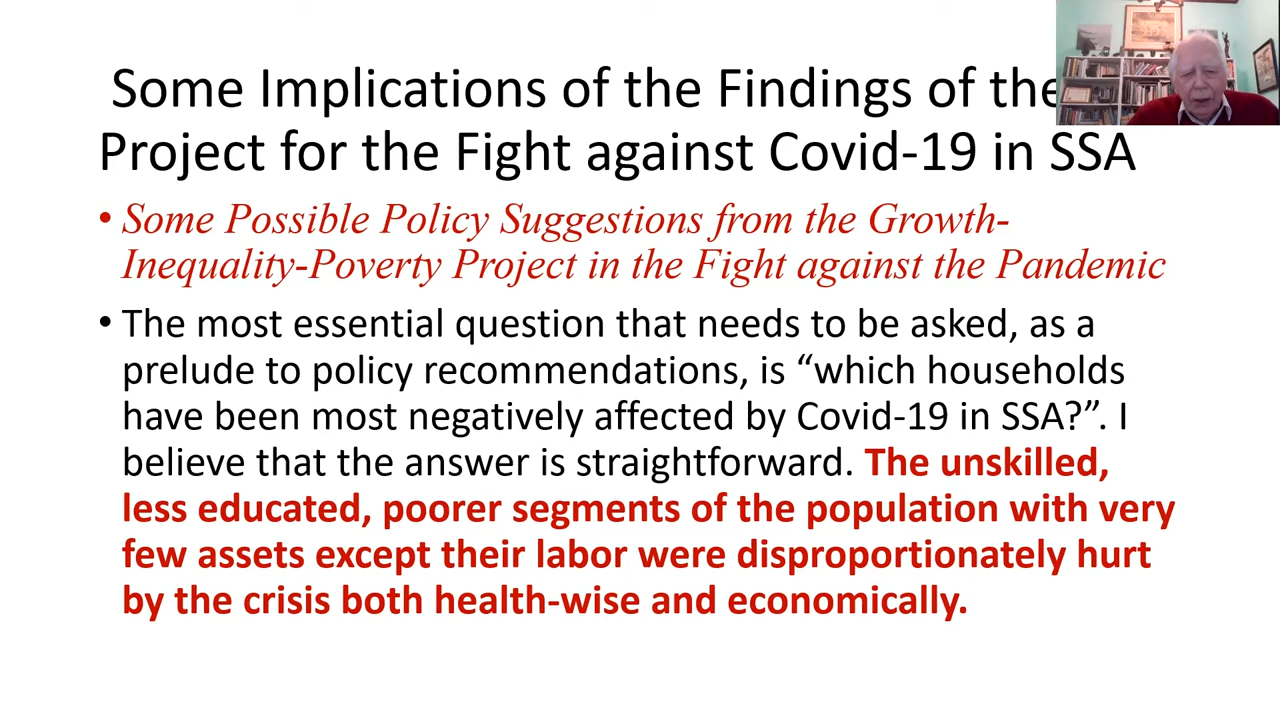 Some Implications of the Findings of the
Project for the Fight against Covid-19 in SSA
• Some Possible Policy Suggestions from the Growth-
Inequality-Poverty Project in the Fight against the Pandemic
• The most essential question that needs to be asked, as a
prelude to policy recommendations, is “which households
have been most negatively affected by Covid-19 in SSA?”. I
believe that the answer is straightforward. The unskilled,
less educated, poorer segments of the population with very
few assets except their labor were disproportionately hurt
by the crisis both health-wise and economically.